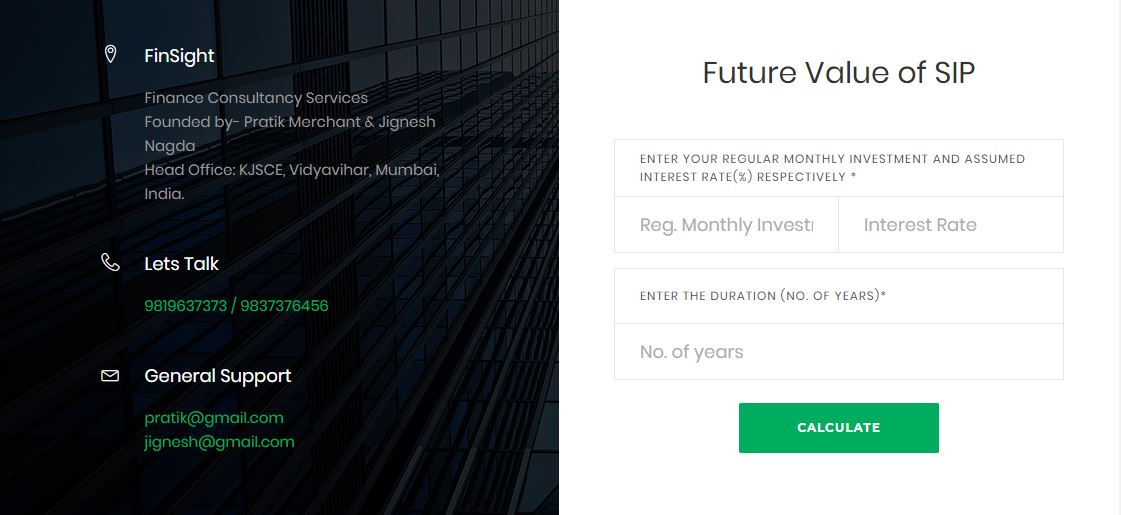 FinSight
Finance Consultancy Services
Founded by- Pratik Merchant & Jignesh
Nagda
Head Office: KJSCE, Vidyavihar, Mumbai,
India.
Lets Talk
9819637373 / 9837376456
General Support
pratik@gmail.com
jignesh@gmail.com
Future Value of SIP
ENTER YOUR REGULAR MONTHLY INVESTMENT AND ASSUMED
INTEREST RATE(%) RESPECTIVELY *
Reg. Monthly Investı
Interest Rate
ENTER THE DURATION (NO. OF YEARS)*
No. of years
CALCULATE